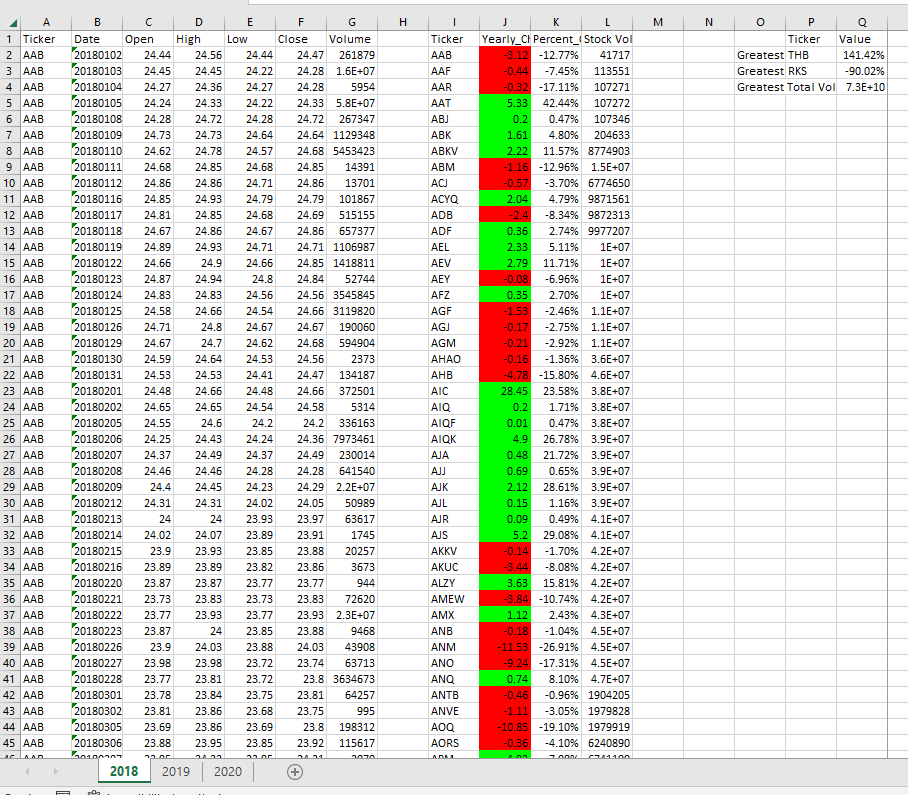 A B C D E F G H I J K L M N O P Q
1 Ticker Date Open High Low Close Volume Ticker Yearly_Ch Percent_ Stock Vol Ticker Value
2 AAB 20180102 24.44 24.56 24.44 24.47 261879 AAB -3.12 -12.77% 41717 Greatest THB 141.42%
3 AAB 20180103 24.45 24.45 24.22 24.28 1.6E+07 AAF -0.44 -7.45% 113551 Greatest RKS -90.02%
4 AAB 20180104 24.27 24.36 24.27 24.28 5954 AAR -0.32 -17.11% 107271 Greatest Total Vol 7.3E+10
5 AAB 20180105 24.24 24.33 24.22 24.33 5.8E+07 AAT 5.33 42.44% 107272
6 AAB 20180108 24.28 24.72 24.28 24.72 267347 ABJ 0.2 0.47% 107346
7 AAB 20180109 24.73 24.73 24.64 24.64 1129348 ABK 1.61 4.80% 204633
8 AAB 20180110 24.62 24.78 24.57 24.68 5453423 ABKV 2.22 11.57% 8774903
9 AAB 20180111 24.68 24.85 24.68 24.85 14391 ABM -1.16 -12.96% 1.5E+07
10 AAB 20180112 24.86 24.86 24.71 24.86 13701 ACJ -0.57 -3.70% 6774650
11 AAB 20180116 24.85 24.93 24.79 24.79 101867 ACYQ 2.04 4.79% 9871561
12 AAB 20180117 24.81 24.85 24.68 24.69 515155 ADB -2.4 -8.34% 9872313
13 AAB 20180118 24.67 24.86 24.67 24.86 657377 ADF 0.36 2.74% 9977207
14 AAB 20180119 24.89 24.93 24.71 24.71 1106987 AEL 2.33 5.11% 1E+07
15 AAB 20180122 24.66 24.9 24.66 24.85 1418811 AEV 2.79 11.71% 1E+07
16 AAB 20180123 24.87 24.94 24.8 24.84 52744 AEY -0.08 -6.96% 1E+07
17 AAB 20180124 24.83 24.83 24.56 24.56 3545845 AFZ 0.35 2.70% 1E+07
18 AAB 20180125 24.58 24.66 24.54 24.66 3119820 AGF -1.53 -2.46% 1.1E+07
19 AAB 20180126 24.71 24.8 24.67 24.67 190060 AGJ -0.17 -2.75% 1.1E+07
20 AAB 20180129 24.67 24.7 24.62 24.68 594904 AGM -0.21 -2.92% 1.1E+07
21 AAB 20180130 24.59 24.64 24.53 24.56 2373 AHAO -0.16 -1.36% 3.6E+07
22 AAB 20180131 24.53 24.53 24.41 24.47 134187 AHB -4.78 -15.80% 4.6E+07
23 AAB 20180201 24.48 24.66 24.48 24.66 372501 AIC 28.45 23.58% 3.8E+07
24 AAB 20180202 24.65 24.65 24.54 24.58 5314 AIQ 0.2 1.71% 3.8E+07
25 AAB 20180205 24.55 24.6 24.2 24.2 336163 AIQF 0.01 0.47% 3.8E+07
26 AAB 20180206 24.25 24.43 24.24 24.36 7973461 AIQK 4.9 26.78% 3.9E+07
27 AAB 20180207 24.37 24.49 24.37 24.49 230014 AJA 0.48 21.72% 3.9E+07
28 AAB 20180208 24.46 24.46 24.28 24.28 641540 AJJ 0.69 0.65% 3.9E+07
29 AAB 20180209 24.4 24.45 24.23 24.29 2.2E+07 AJK 2.12 28.61% 3.9E+07
30 AAB 20180212 24.31 24.31 24.02 24.05 50989 AJL 0.15 1.16% 3.9E+07
31 AAB 20180213 24 24 23.93 23.97 63617 AJR 0.09 0.49% 4.1E+07
32 AAB 20180214 24.02 24.07 23.89 23.91 1745 AJS 5.2 29.08% 4.1E+07
33 AAB 20180215 23.9 23.93 23.85 23.88 20257 AKKV -0.14 -1.70% 4.2E+07
34 AAB 20180216 23.89 23.89 23.82 23.86 3673 AKUC -3.44 -8.08% 4.2E+07
35 AAB 20180220 23.87 23.87 23.77 23.77 944 ALZY 3.63 15.81% 4.2E+07
36 AAB 20180221 23.73 23.83 23.73 23.83 72620 AMEW -3.84 -10.74% 4.2E+07
37 AAB 20180222 23.77 23.93 23.77 23.93 2.3E+07 AMX 1.12 2.43% 4.3E+07
38 AAB 20180223 23.87 24 23.85 23.88 9468 ANB -0.18 -1.04% 4.5E+07
39 AAB 20180226 23.9 24.03 23.88 24.03 43908 ANM -11.53 -26.91% 4.5E+07
40 AAB 20180227 23.98 23.98 23.72 23.74 63713 ANO -9.24 -17.31% 4.5E+07
41 AAB 20180228 23.77 23.81 23.72 23.8 3634673 ANQ 0.74 8.10% 4.7E+07
42 AAB 20180301 23.78 23.84 23.75 23.81 64257 ANTB -0.46 -0.96% 1904205
43 AAB 20180302 23.81 23.86 23.68 23.75 995 ANVE -1.11 -3.05% 1979828
44 AAB 20180305 23.69 23.86 23.69 23.8 198312 AOQ -10.85 -19.10% 1979919
45 AAB 20180306 23.88 23.95 23.85 23.92 115617 AORS -0.36 -4.10% 6240890
2018 2019 2020